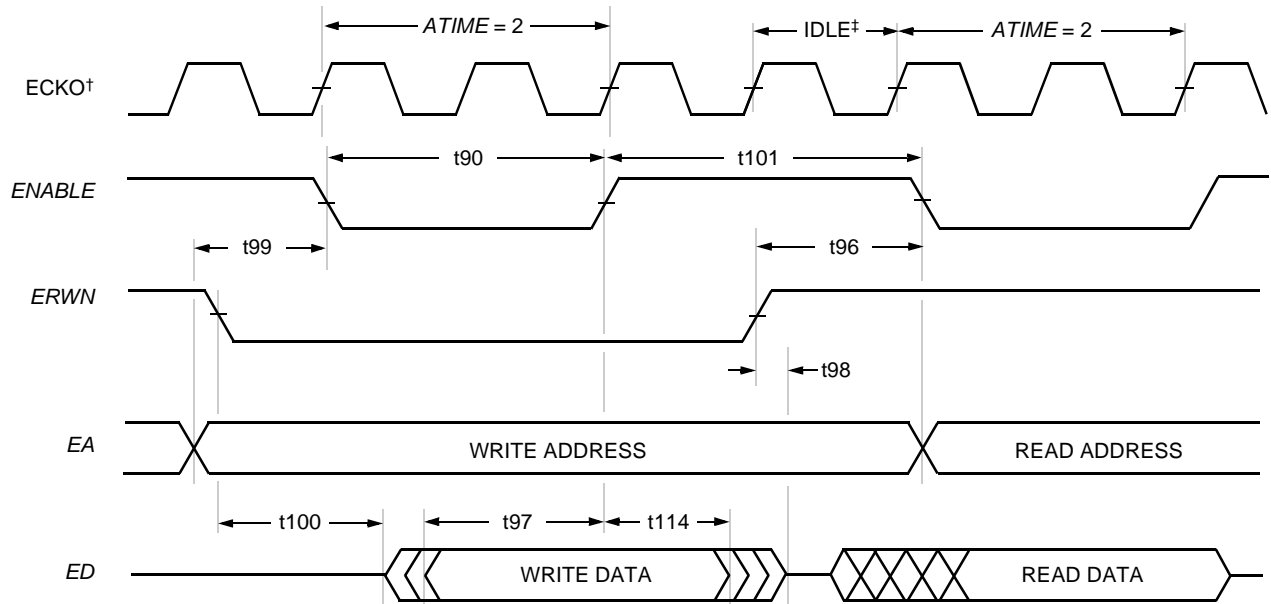 ATIME = 2
IDLE‡
ATIME = 2
ECKO†
t90
t101
ENABLE
t99
t96
ERWN
t98
EA
WRITE ADDRESS
READ ADDRESS
t100
t97
t114
ED
WRITE DATA
READ DATA